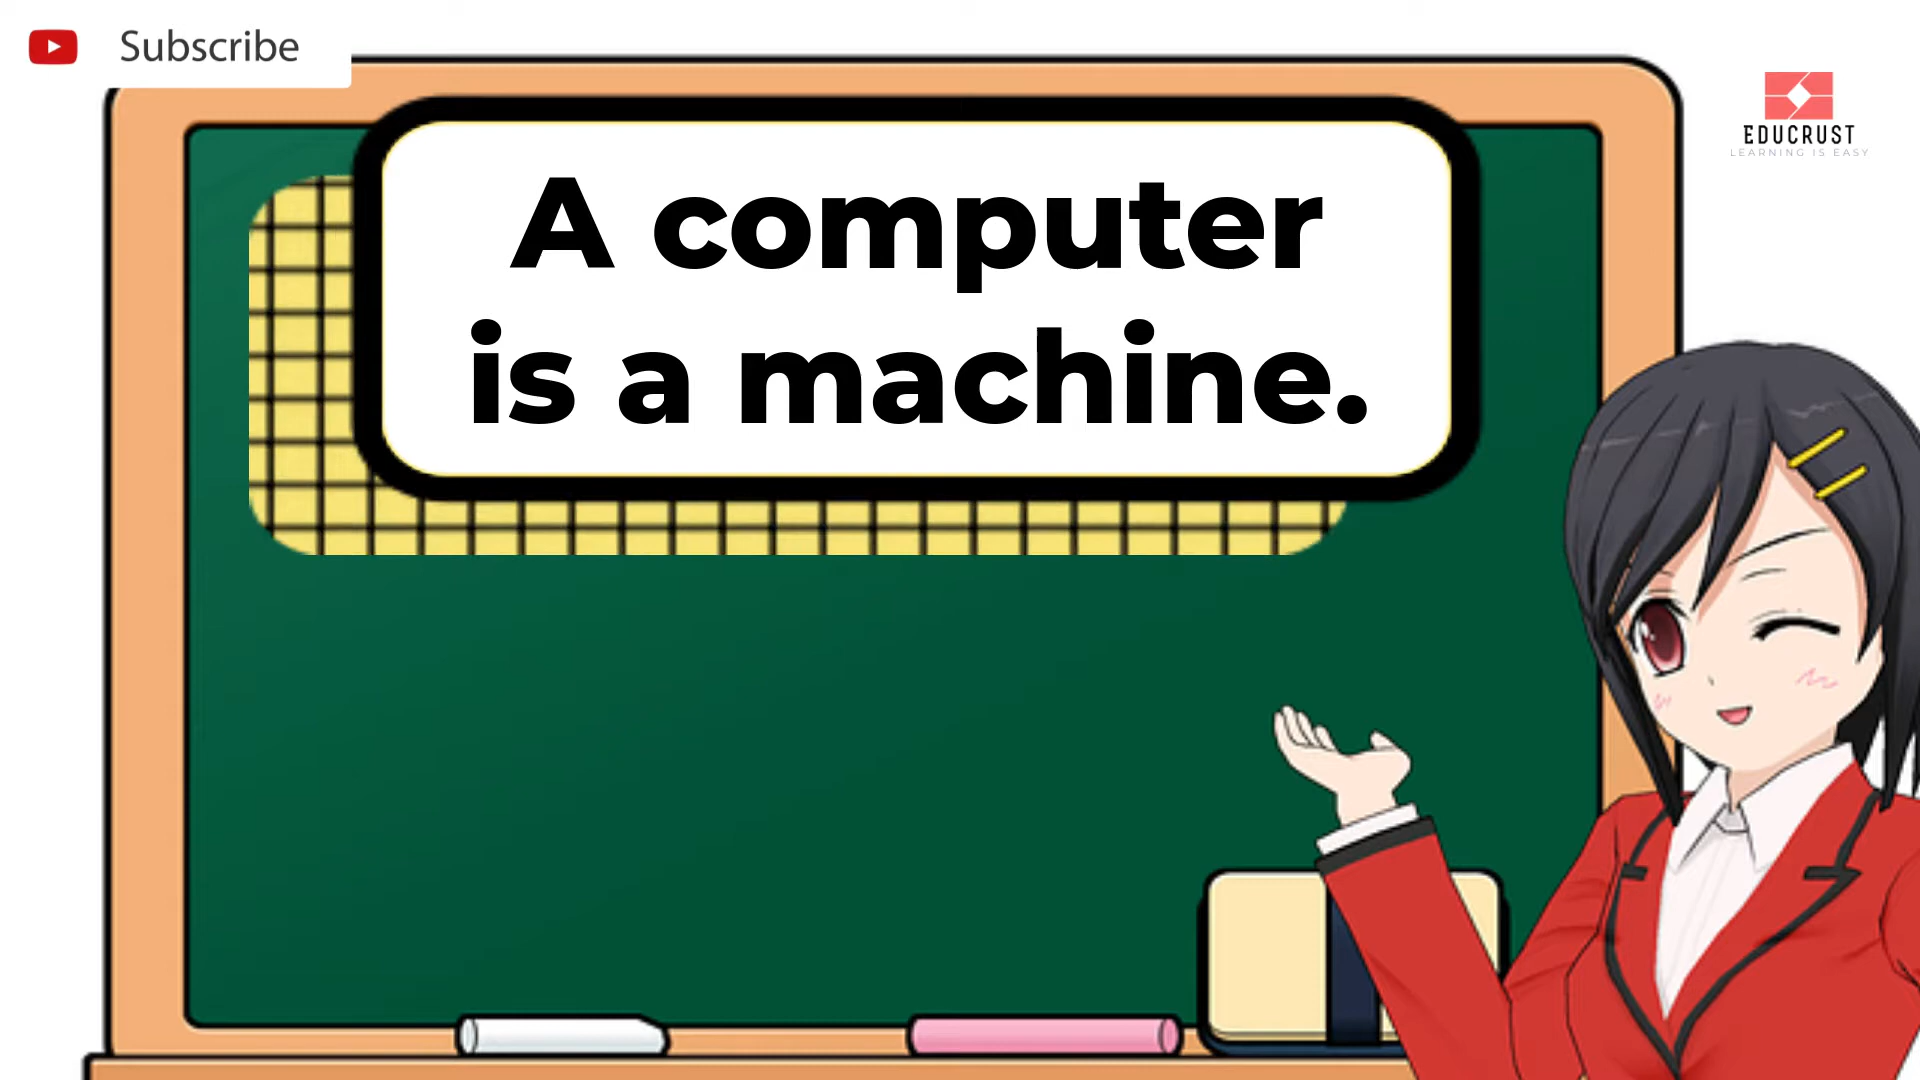 Subscribe
EDUCRUST
LEARNING IS EASY
A computer
is a machine.